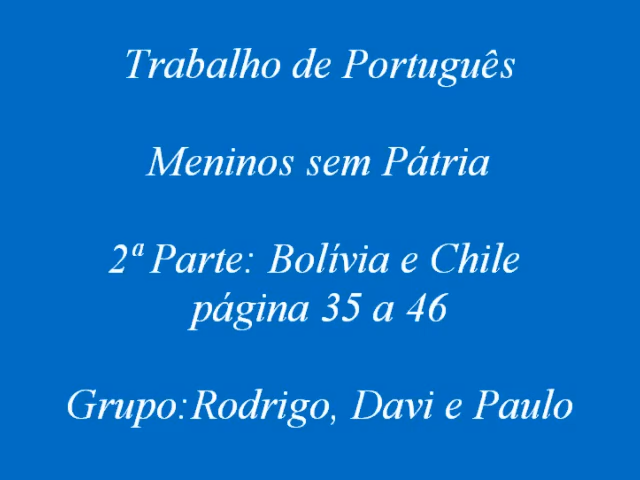 Trabalho de Português
Meninos sem Pátria
2ª Parte: Bolívia e Chile
página 35 a 46
Grupo:Rodrigo, Davi e Paulo